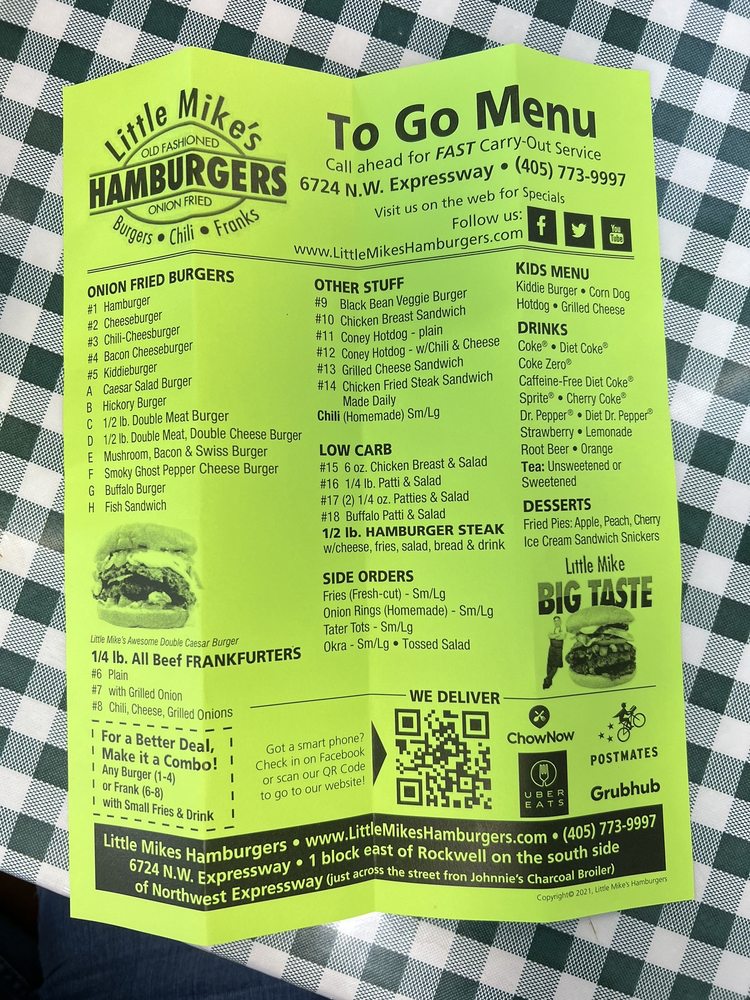 Little Mike's
OLD FASHIONED
HAMBURGERS
ONION FRIED
Burgers • Chili • Franks
To Go Menu
Call ahead for FAST Carry-Out Service
6724 N.W. Expressway • (405) 773-9997
Visit us on the web for Specials
Follow us:
f
You
Tube
www.LittleMikesHamburgers.com
ONION FRIED BURGERS
#1 Hamburger
#2 Cheeseburger
#3 Chili-Cheesburger
#4 Bacon Cheeseburger
#5 Kiddieburger
A Caesar Salad Burger
B Hickory Burger
C 1/2 lb. Double Meat Burger
D 1/2 lb. Double Meat, Double Cheese Burger
E Mushroom, Bacon & Swiss Burger
F Smoky Ghost Pepper Cheese Burger
G Buffalo Burger
H Fish Sandwich
Little Mike's Awesome Double Caesar Burger
1/4 lb. All Beef FRANKFURTERS
#6 Plain
#7 with Grilled Onion
#8 Chili, Cheese, Grilled Onions
For a Better Deal,
Make it a Combo!
Any Burger (1-4)
or Frank (6-8)
with Small Fries & Drink
OTHER STUFF
#9 Black Bean Veggie Burger
#10 Chicken Breast Sandwich
#11 Coney Hotdog - plain
#12 Coney Hotdog - w/Chili & Cheese
#13 Grilled Cheese Sandwich
#14 Chicken Fried Steak Sandwich
Made Daily
Chili (Homemade) Sm/Lg
LOW CARB
#15 6 oz. Chicken Breast & Salad
#16 1/4 lb. Patti & Salad
#17 (2) 1/4 oz. Patties & Salad
#18 Buffalo Patti & Salad
1/2 lb. HAMBURGER STEAK
w/cheese, fries, salad, bread & drink
SIDE ORDERS
Fries (Fresh-cut) - Sm/Lg
Onion Rings (Homemade) - Sm/Lg
Tater Tots - Sm/Lg
Okra - Sm/Lg • Tossed Salad
KIDS MENU
Kiddie Burger • Corn Dog
Hotdog • Grilled Cheese
DRINKS
Coke® • Diet Coke®
Coke Zero®
Caffeine-Free Diet Coke®
Sprite® • Cherry Coke®
Dr. Pepper® • Diet Dr. Pepper®
Strawberry • Lemonade
Root Beer • Orange
Tea: Unsweetened or
Sweetened
DESSERTS
Fried Pies: Apple, Peach, Cherry
Ice Cream Sandwich Snickers
Little Mike
BIG TASTE
WE DELIVER
Got a smart phone?
Check in on Facebook
or scan our QR Code
to go to our website!
ChowNow
POSTMATES
UBER
EATS
Grubhub
Little Mikes Hamburgers • www.LittleMikesHamburgers.com • (405) 773-9997
6724 N.W. Expressway • 1 block east of Rockwell on the south side
of Northwest Expressway (just across the street fron Johnnie's Charcoal Broiler)
Copyright© 2021, Little Mike's Hamburgers